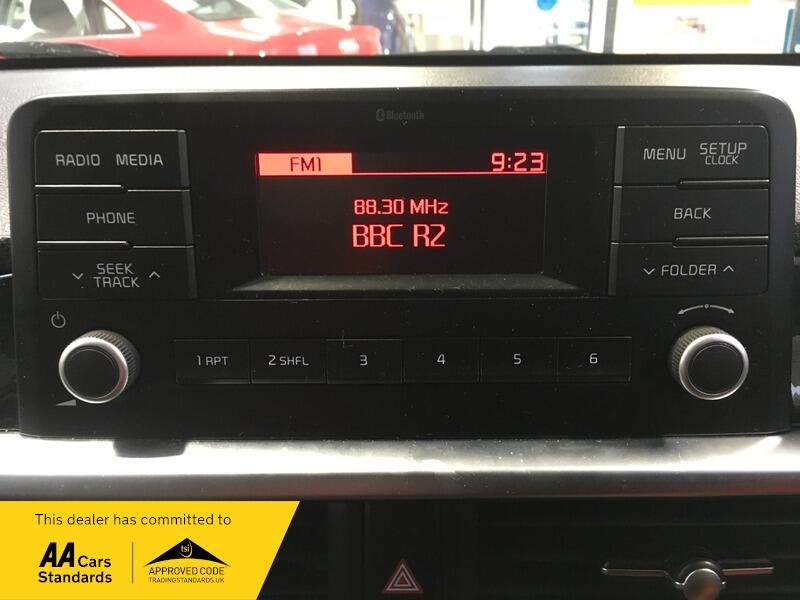 Bluetooth
RADIO MEDIA
FM1 9:23
MENU SETUP CLOCK
PHONE
88.30 MHz
BBC R2
BACK
SEEK TRACK
FOLDER
1 RPT 2 SHFL 3 4 5 6
This dealer has committed to
AA Cars
Standards
tsi
APPROVED CODE
TRADINGSTANDARDS.UK